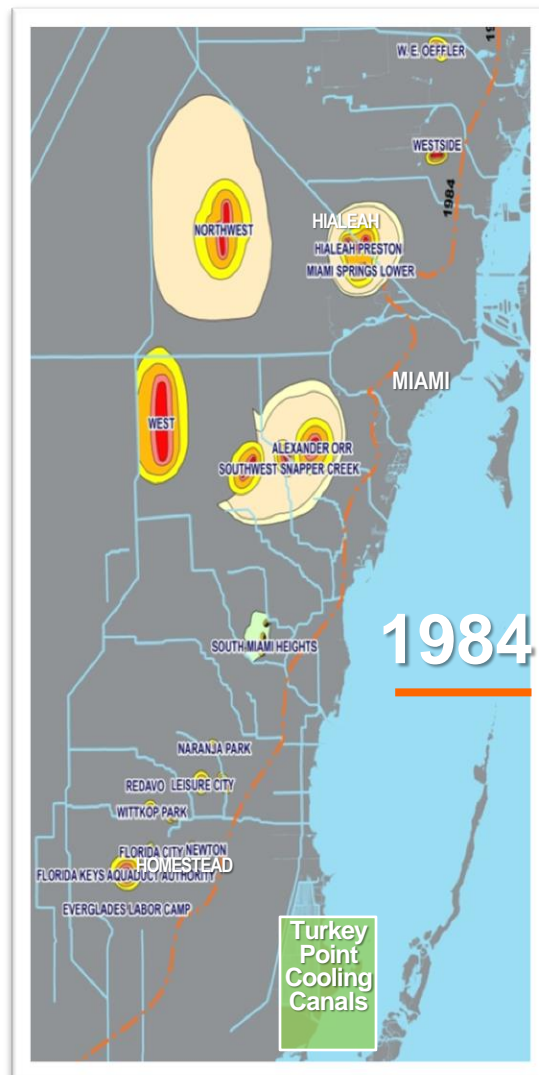 19
W. E. OEFFLER
WESTSIDE
1984
HIALEAH
NORTHWEST
HIALEAH PRESTON
MIAMI SPRINGS LOWER
MIAMI
WEST
ALEXANDER ORR
SOUTHWEST SNAPPER CREEK
1984
SOUTH MIAMI HEIGHTS
NARANJA PARK
REDAVO LEISURE CITY
WITTKOP PARK
FLORIDA CITY NEWTON
HOMESTEAD
FLORIDA KEYS AQUADUCT AUTHORITY
EVERGLADES LABOR CAMP
Turkey
Point
Cooling
Canals